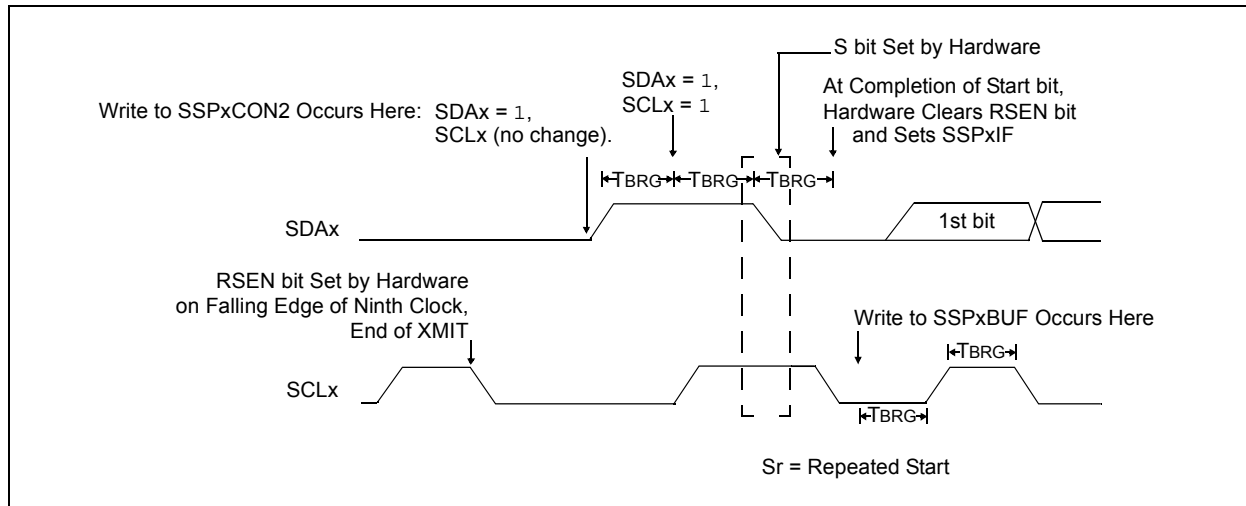 S bit Set by Hardware
SDAx = 1,
SCLx = 1
At Completion of Start bit,
Hardware Clears RSEN bit
and Sets SSPxIF
Write to SSPxCON2 Occurs Here: SDAx = 1,
SCLx (no change).
TBRG TBRG TBRG
SDAx
1st bit
RSEN bit Set by Hardware
on Falling Edge of Ninth Clock,
End of XMIT
Write to SSPxBUF Occurs Here
TBRG
SCLx
TBRG
Sr = Repeated Start